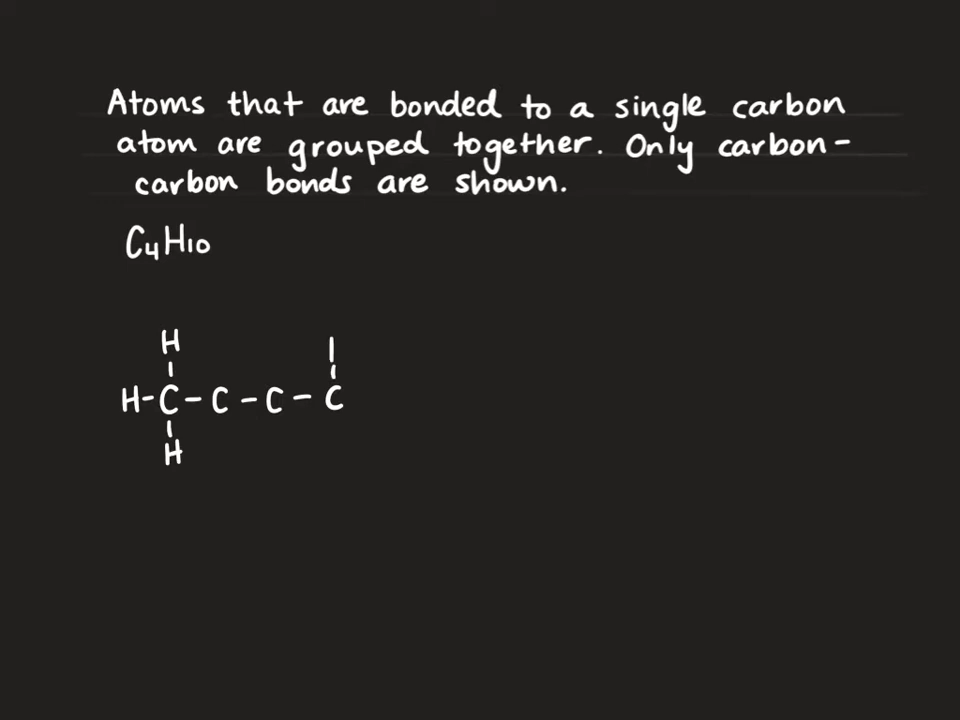 Atoms that are bonded to a single carbon
atom are grouped together. Only carbon-
carbon bonds are shown.
C4H10
H
H-C-C-C-C
H